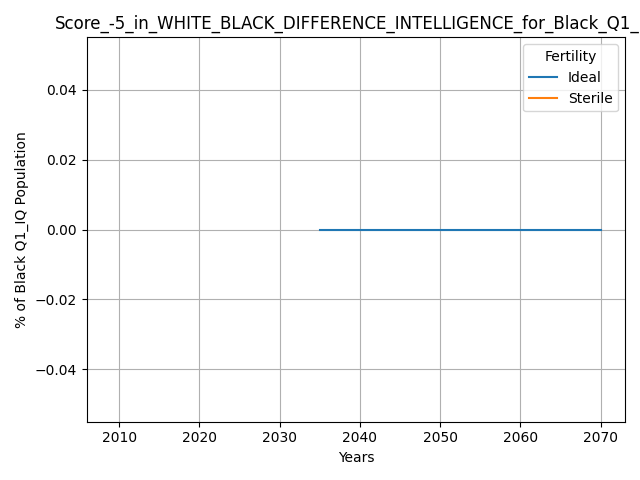 Score_-5_in_WHITE_BLACK_DIFFERENCE_INTELLIGENCE_for_Black_Q1_
Fertility
Ideal
Sterile
0.04
0.02
0.00
−0.02
−0.04
% of Black Q1_IQ Population
2010 2020 2030 2040 2050 2060 2070
Years